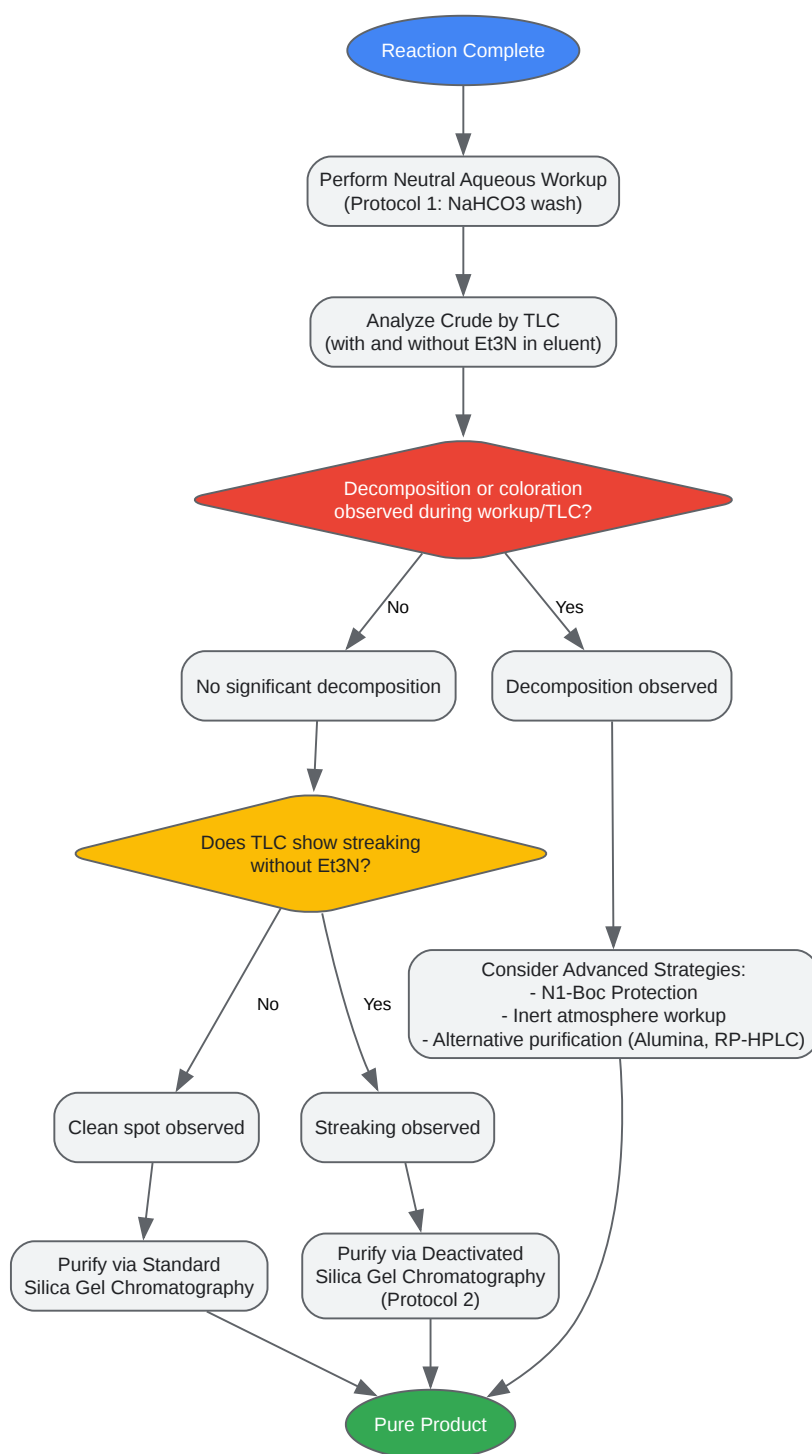 Reaction Complete
Perform Neutral Aqueous Workup
(Protocol 1: NaHCO3 wash)
Analyze Crude by TLC
(with and without Et3N in eluent)
Decomposition or coloration
observed during workup/TLC?
No
Yes
No significant decomposition
Decomposition observed
Does TLC show streaking
without Et3N?
Consider Advanced Strategies:
- N1-Boc Protection
- Inert atmosphere workup
- Alternative purification (Alumina, RP-HPLC)
No
Yes
Clean spot observed
Streaking observed
Purify via Standard
Silica Gel Chromatography
Purify via Deactivated
Silica Gel Chromatography
(Protocol 2)
Pure Product